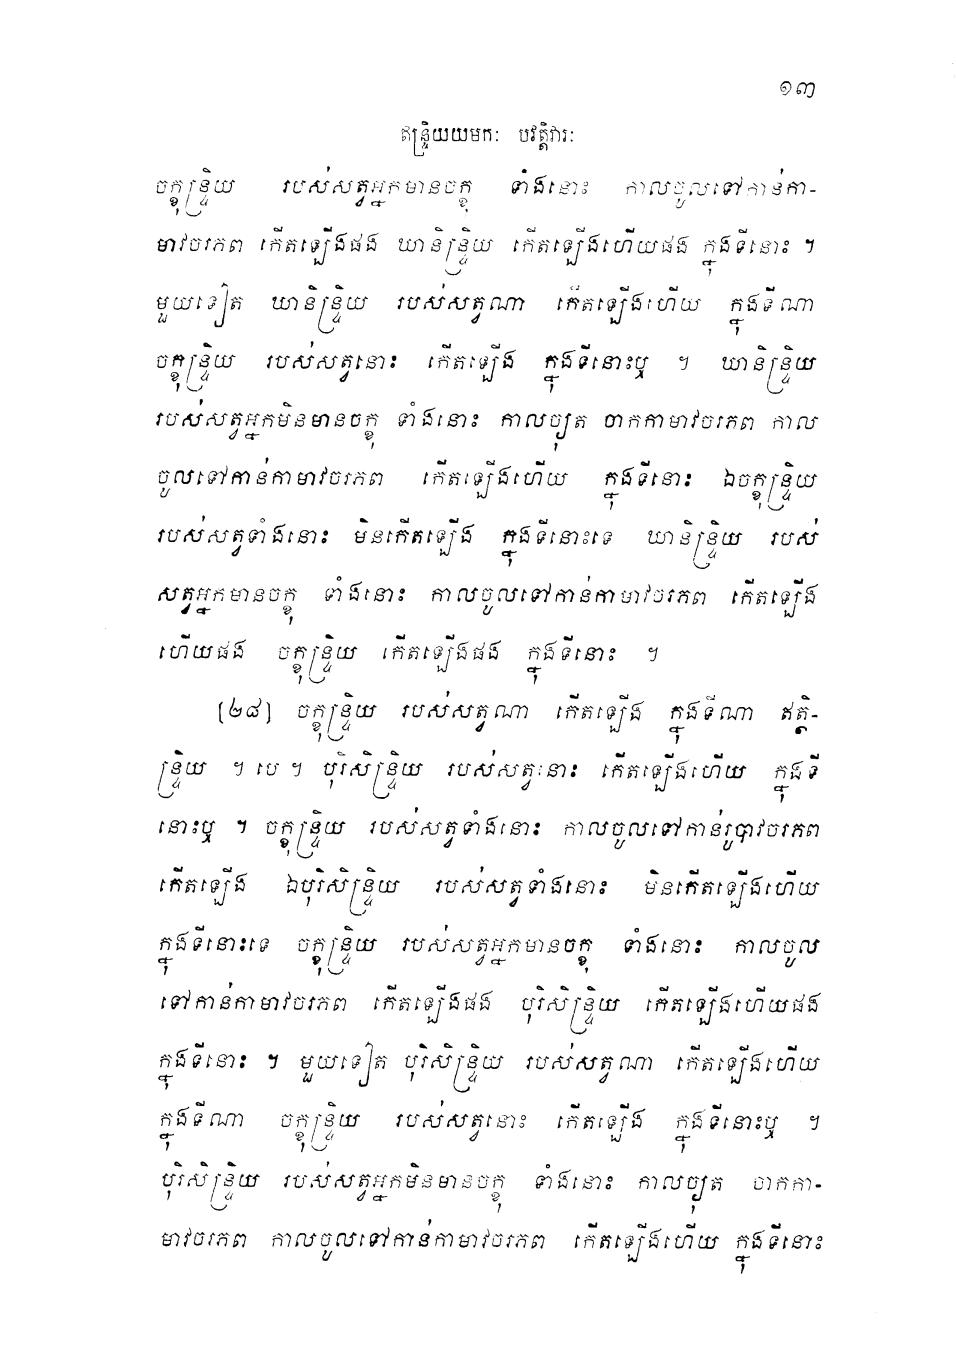 ១៣
ឥន្ទ្រិយយមកៈ បវត្តិវារៈ
ចក្ខុន្ទ្រិយ របស់សត្វអ្នកមានចក្ខុ ទាំងនោះ កាលចូលទៅកាន់កា-
មាវចរភព កើតឡើងផង ឃានិន្ទ្រិយ កើតឡើងហើយផង ក្នុងទីនោះ ។
មួយទៀត ឃានិន្ទ្រិយ របស់សត្វណា កើតឡើងហើយ ក្នុងទីណា
ចក្ខុន្ទ្រិយ របស់សត្វនោះ កើតឡើង ក្នុងទីនោះឬ ។ ឃានិន្ទ្រិយ
របស់សត្វអ្នកមិនមានចក្ខុ ទាំងនោះ កាលច្យុត ចាកកាមាវចរភព កាល
ចូលទៅកាន់កាមាវចរភព កើតឡើងហើយ ក្នុងទីនោះ ឯចក្ខុន្ទ្រិយ
របស់សត្វទាំងនោះ មិនកើតឡើង ក្នុងទីនោះទេ ឃានិន្ទ្រិយ របស់
សត្វអ្នកមានចក្ខុ ទាំងនោះ កាលចូលទៅកាន់កាមាវចរភព កើតឡើង
ហើយផង ចក្ខុន្ទ្រិយ កើតឡើងផង ក្នុងទីនោះ ។
[២៨] ចក្ខុន្ទ្រិយ របស់សត្វណា កើតឡើង ក្នុងទីណា ឥត្ថិ-
ន្ទ្រិយ ។ បេ ។ បុរិសិន្ទ្រិយ របស់សត្វនោះ កើតឡើងហើយ ក្នុងទី
នោះឬ ។ ចក្ខុន្ទ្រិយ របស់សត្វទាំងនោះ កាលចូលទៅកាន់រូបាវចរភព
កើតឡើង ឯបុរិសិន្ទ្រិយ របស់សត្វទាំងនោះ មិនកើតឡើងហើយ
ក្នុងទីនោះទេ ចក្ខុន្ទ្រិយ របស់សត្វអ្នកមានចក្ខុ ទាំងនោះ កាលចូល
ទៅកាន់កាមាវចរភព កើតឡើងផង បុរិសិន្ទ្រិយ កើតឡើងហើយផង
ក្នុងទីនោះ ។ មួយទៀត បុរិសិន្ទ្រិយ របស់សត្វណា កើតឡើងហើយ
ក្នុងទីណា ចក្ខុន្ទ្រិយ របស់សត្វនោះ កើតឡើង ក្នុងទីនោះឬ ។
បុរិសិន្ទ្រិយ របស់សត្វអ្នកមិនមានចក្ខុ ទាំងនោះ កាលច្យុត ចាកកា-
មាវចរភព កាលចូលទៅកាន់កាមាវចរភព កើតឡើងហើយ ក្នុងទីនោះ